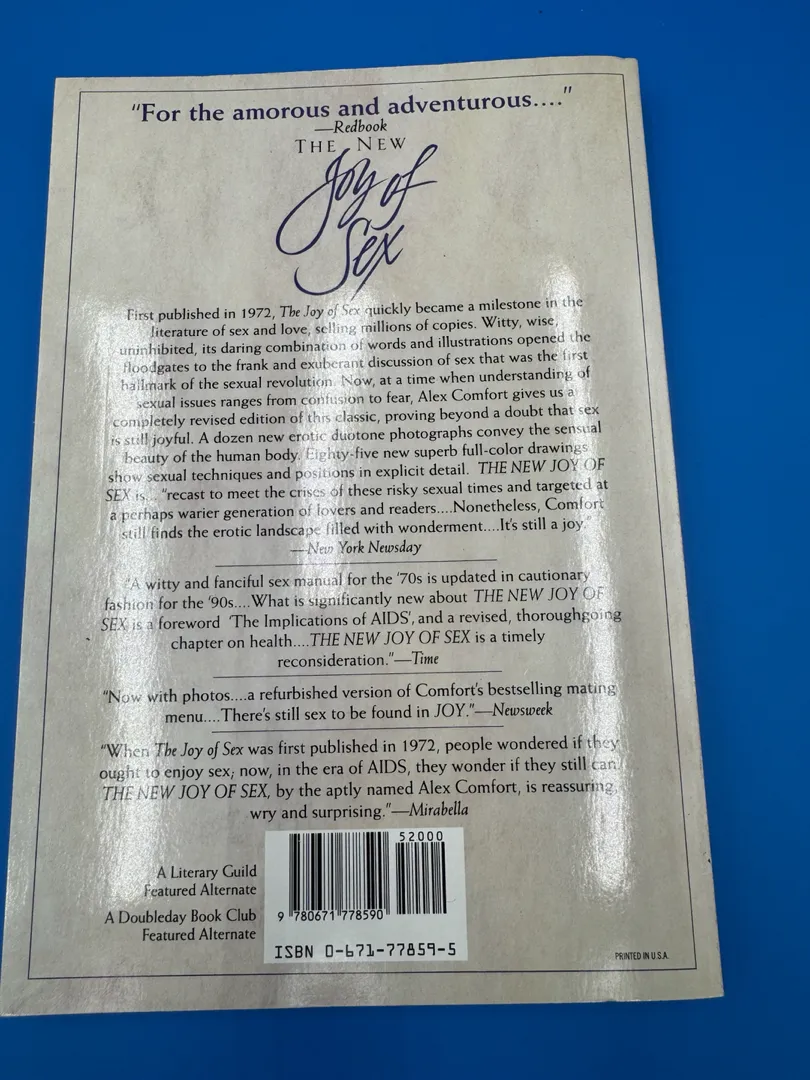 "For the amorous and adventurous...."
—Redbook
THE NEW
Joy of
Sex
First published in 1972, The Joy of Sex quickly became a milestone in the
literature of sex and love, selling millions of copies. Witty, wise,
uninhibited, its daring combination of words and illustrations opened the
floodgates to the frank and exuberant discussion of sex that was the first
hallmark of the sexual revolution. Now, at a time when understanding of
sexual issues ranges from confusion to fear, Alex Comfort gives us a
completely revised edition of this classic, proving beyond a doubt that sex
is still joyful. A dozen new erotic duotone photographs convey the sensual
beauty of the human body. Eighty-five new superb full-color drawings
show sexual techniques and positions in explicit detail. THE NEW JOY OF
SEX is... "recast to meet the crises of these risky sexual times and targeted at
a perhaps warier generation of lovers and readers....Nonetheless, Comfort
still finds the erotic landscape filled with wonderment....It's still a joy."
—New York Newsday
"A witty and fanciful sex manual for the '70s is updated in cautionary
fashion for the '90s....What is significantly new about THE NEW JOY OF
SEX is a foreword 'The Implications of AIDS', and a revised, thoroughgoing
chapter on health....THE NEW JOY OF SEX is a timely
reconsideration."—Time
"Now with photos....a refurbished version of Comfort's bestselling mating
menu....There's still sex to be found in JOY."—Newsweek
"When The Joy of Sex was first published in 1972, people wondered if they
ought to enjoy sex; now, in the era of AIDS, they wonder if they still can.
THE NEW JOY OF SEX, by the aptly named Alex Comfort, is reassuring,
wry and surprising."—Mirabella
A Literary Guild
Featured Alternate
A Doubleday Book Club
Featured Alternate
52000
9 780671 778590
ISBN 0-671-77859-5
PRINTED IN U.S.A.